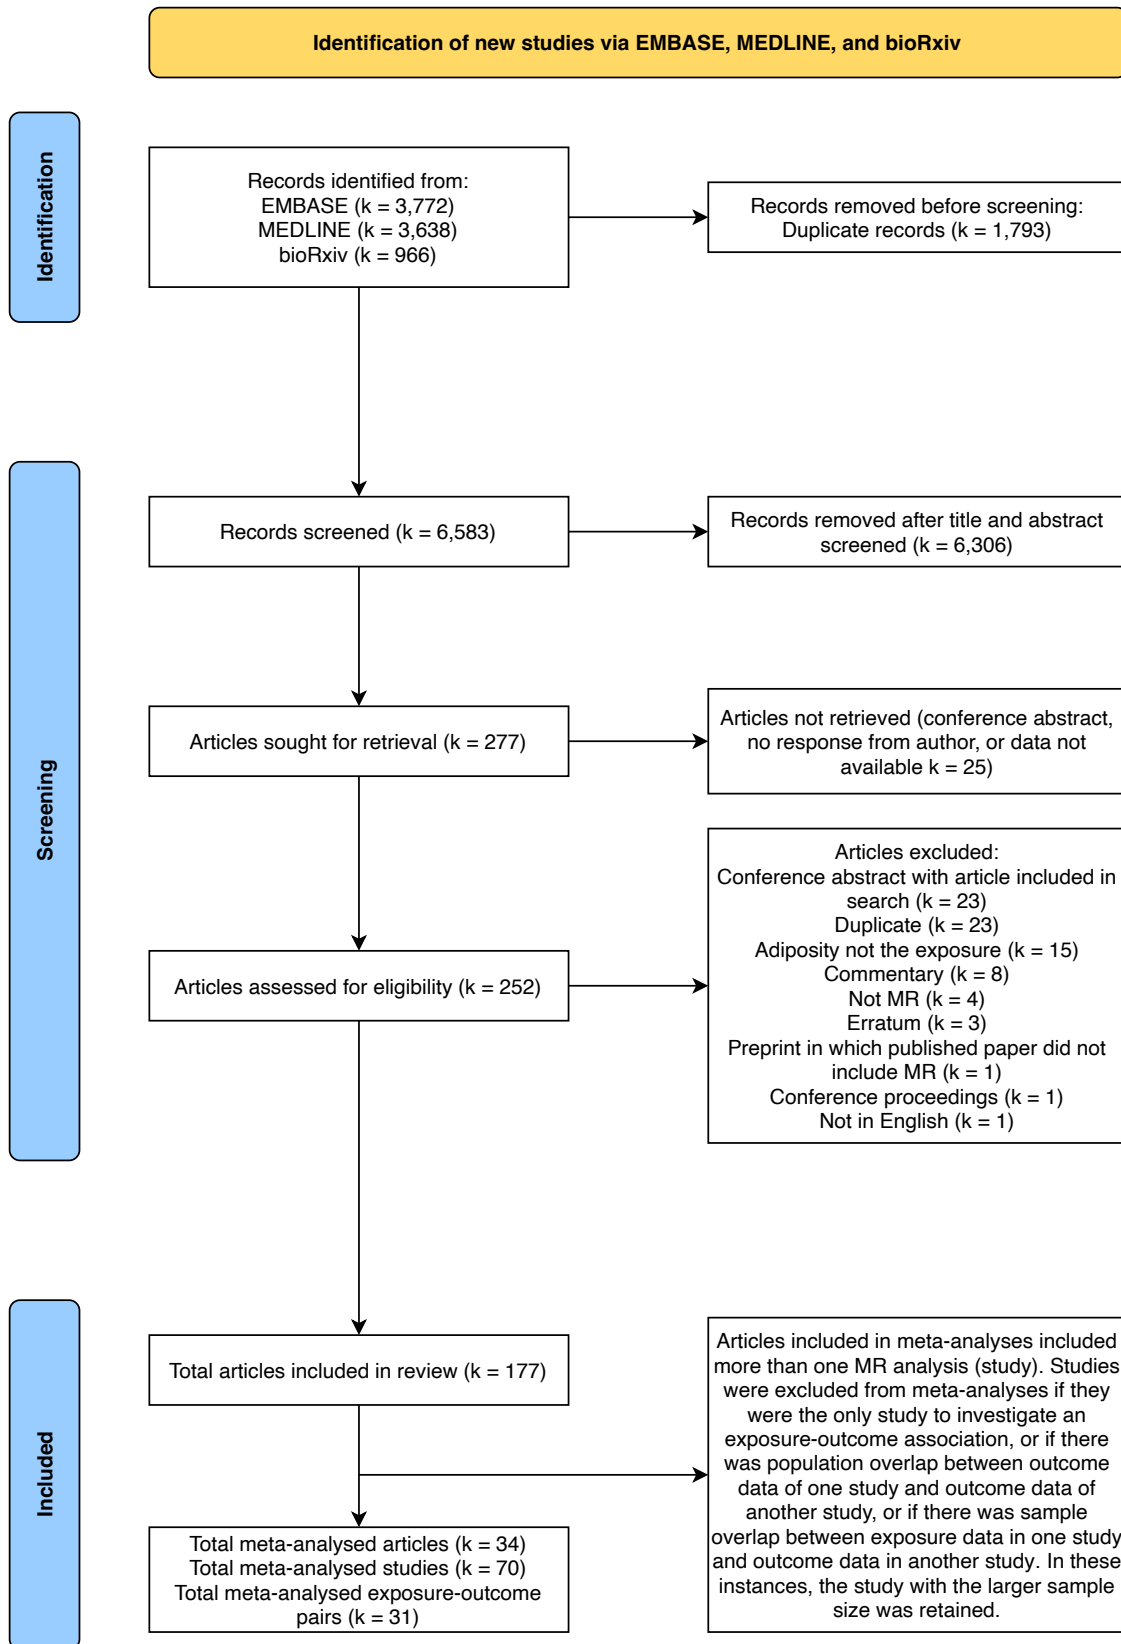 Identification of new studies via EMBASE, MEDLINE, and bioRxiv
Identification
Records identified from:
EMBASE (k = 3,772)
MEDLINE (k = 3,638)
bioRxiv (k = 966)
Records removed before screening:
Duplicate records (k = 1,793)
Screening
Records screened (k = 6,583)
Records removed after title and abstract
screened (k = 6,306)
Articles sought for retrieval (k = 277)
Articles not retrieved (conference abstract,
no response from author, or data not
available k = 25)
Articles assessed for eligibility (k = 252)
Articles excluded:
Conference abstract with article included in
search (k = 23)
Duplicate (k = 23)
Adiposity not the exposure (k = 15)
Commentary (k = 8)
Not MR (k = 4)
Erratum (k = 3)
Preprint in which published paper did not
include MR (k = 1)
Conference proceedings (k = 1)
Not in English (k = 1)
Included
Total articles included in review (k = 177)
Articles included in meta-analyses included
more than one MR analysis (study). Studies
were excluded from meta-analyses if they
were the only study to investigate an
exposure-outcome association, or if there
was population overlap between outcome
data of one study and outcome data of
another study, or if there was sample
overlap between exposure data in one study
and outcome data in another study. In these
instances, the study with the larger sample
size was retained.
Total meta-analysed articles (k = 34)
Total meta-analysed studies (k = 70)
Total meta-analysed exposure-outcome
pairs (k = 31)